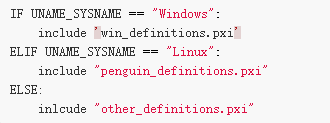 IF UNAME_SYSNAME == "Windows":
    include `win_definitions.pxi`
ELIF UNAME_SYSNAME == "Linux":
    include "penguin_definitions.pxi"
ELSE:
    inlcude "other_definitions.pxi"